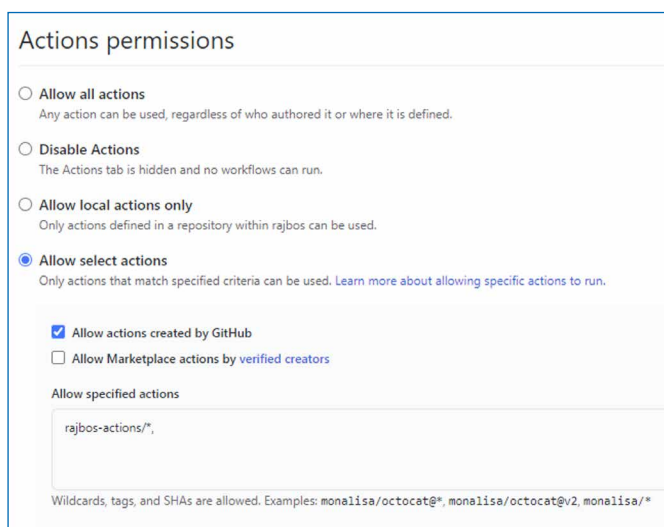 Actions permissions
Allow all actions
Any action can be used, regardless of who authored it or where it is defined.
Disable Actions
The Actions tab is hidden and no workflows can run.
Allow local actions only
Only actions defined in a repository within rajbos can be used.
Allow select actions
Only actions that match specified criteria can be used. Learn more about allowing specific actions to run.
Allow actions created by GitHub
Allow Marketplace actions by verified creators
Allow specified actions
rajbos-actions/*,
Wildcards, tags, and SHAs are allowed. Examples: monalisa/octocat@*, monalisa/octocat@v2, monalisa/*